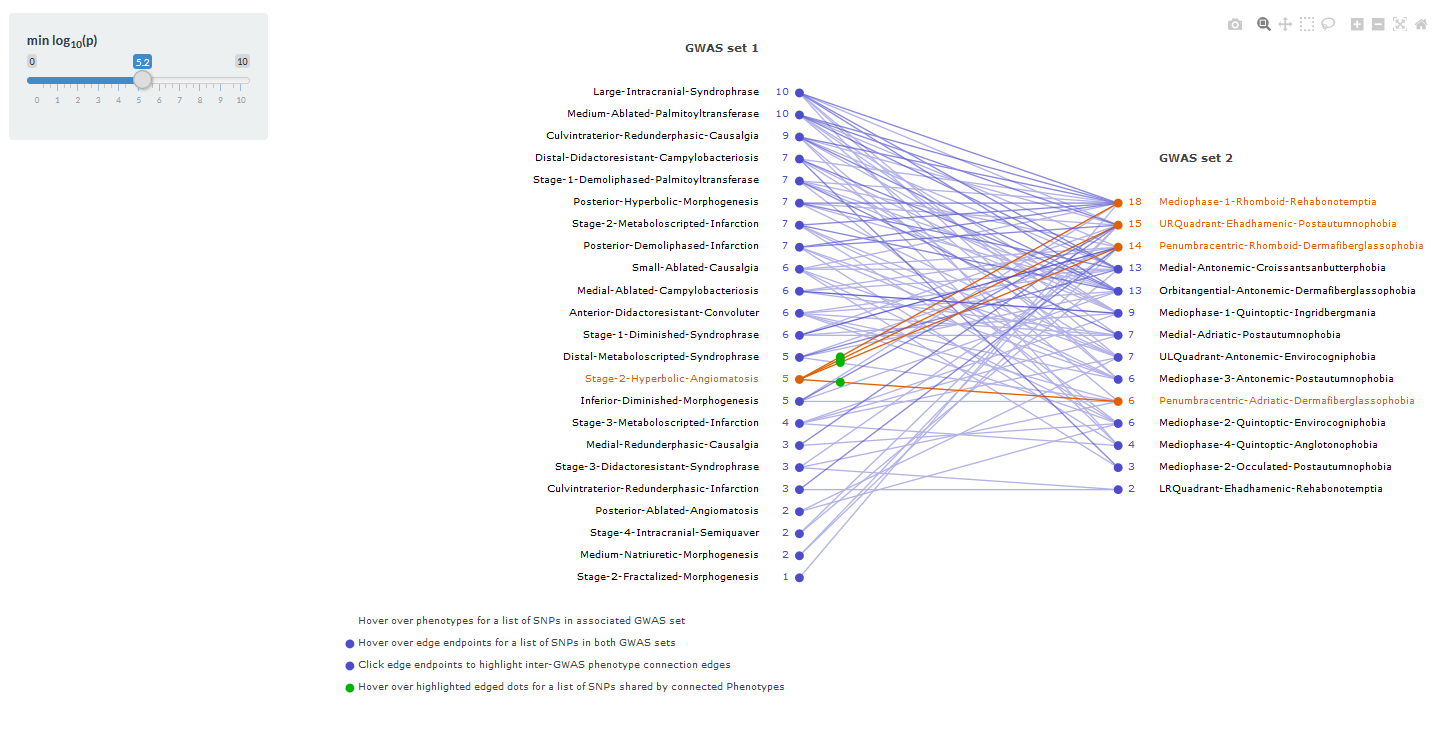 min log10(p)
0 5.2 10
0 1 2 3 4 5 6 7 8 9 10
GWAS set 1
Large-Intracranial-Syndrophrase 10
Medium-Ablated-Palmitoyltransferase 10
Culvintraterior-Redunderphasic-Causalgia 9
Distal-Didactoresistant-Campylobacteriosis 7
Stage-1-Demoliphased-Palmitoyltransferase 7
Posterior-Hyperbolic-Morphogenesis 7
Stage-2-Metaboloscripted-Infarction 7
Posterior-Demoliphased-Infarction 7
Small-Ablated-Causalgia 6
Medial-Ablated-Campylobacteriosis 6
Anterior-Didactoresistant-Convoluter 6
Stage-1-Diminished-Syndrophrase 6
Distal-Metaboloscripted-Syndrophrase 5
Stage-2-Hyperbolic-Angiomatosis 5
Inferior-Diminished-Morphogenesis 5
Stage-3-Metaboloscripted-Infarction 4
Medial-Redunderphasic-Causalgia 3
Stage-3-Didactoresistant-Syndrophrase 3
Culvintraterior-Redunderphasic-Infarction 3
Posterior-Ablated-Angiomatosis 2
Stage-4-Intracranial-Semiquaver 2
Medium-Natriuretic-Morphogenesis 2
Stage-2-Fractalized-Morphogenesis 1
GWAS set 2
18 Mediophase-1-Rhomboid-Rehabonotemptia
15 URQuadrant-Ehadhamenic-Postautumnophobia
14 Penumbracentric-Rhomboid-Dermafiberglassophobia
13 Medial-Antonemic-Croissantsanbutterphobia
13 Orbitangential-Antonemic-Dermafiberglassophobia
9 Mediophase-1-Quintoptic-Ingridbergmania
7 Medial-Adriatic-Postautumnophobia
7 ULQuadrant-Antonemic-Envirocogniphobia
6 Mediophase-3-Antonemic-Postautumnophobia
6 Penumbracentric-Adriatic-Dermafiberglassophobia
6 Mediophase-2-Quintoptic-Envirocogniphobia
4 Mediophase-4-Quintoptic-Anglotonophobia
3 Mediophase-2-Occulated-Postautumnophobia
2 LRQuadrant-Ehadhamenic-Rehabonotemptia
Hover over phenotypes for a list of SNPs in associated GWAS set
Hover over edge endpoints for a list of SNPs in both GWAS sets
Click edge endpoints to highlight inter-GWAS phenotype connection edges
Hover over highlighted edged dots for a list of SNPs shared by connected Phenotypes